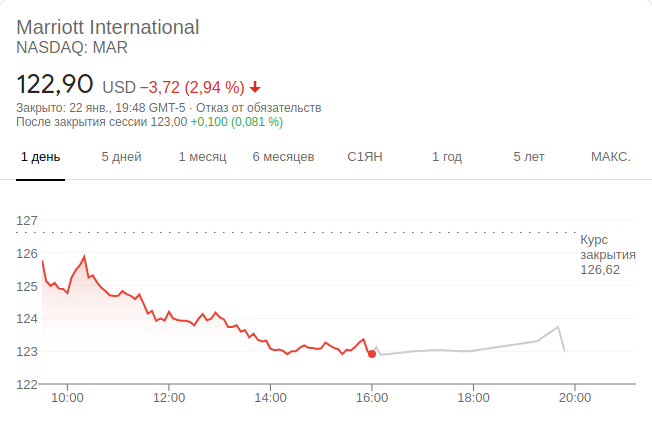 Marriott International
NASDAQ: MAR
122,90 USD −3,72 (2,94 %)
Закрыто: 22 янв., 19:48 GMT-5 · Отказ от обязательств
После закрытия сессии 123,00 +0,100 (0,081 %)
1 день 5 дней 1 месяц 6 месяцев С1ЯН 1 год 5 лет МАКС.
127
126
125
124
123
122
Курс
закрытия
126,62
10:00 12:00 14:00 16:00 18:00 20:00